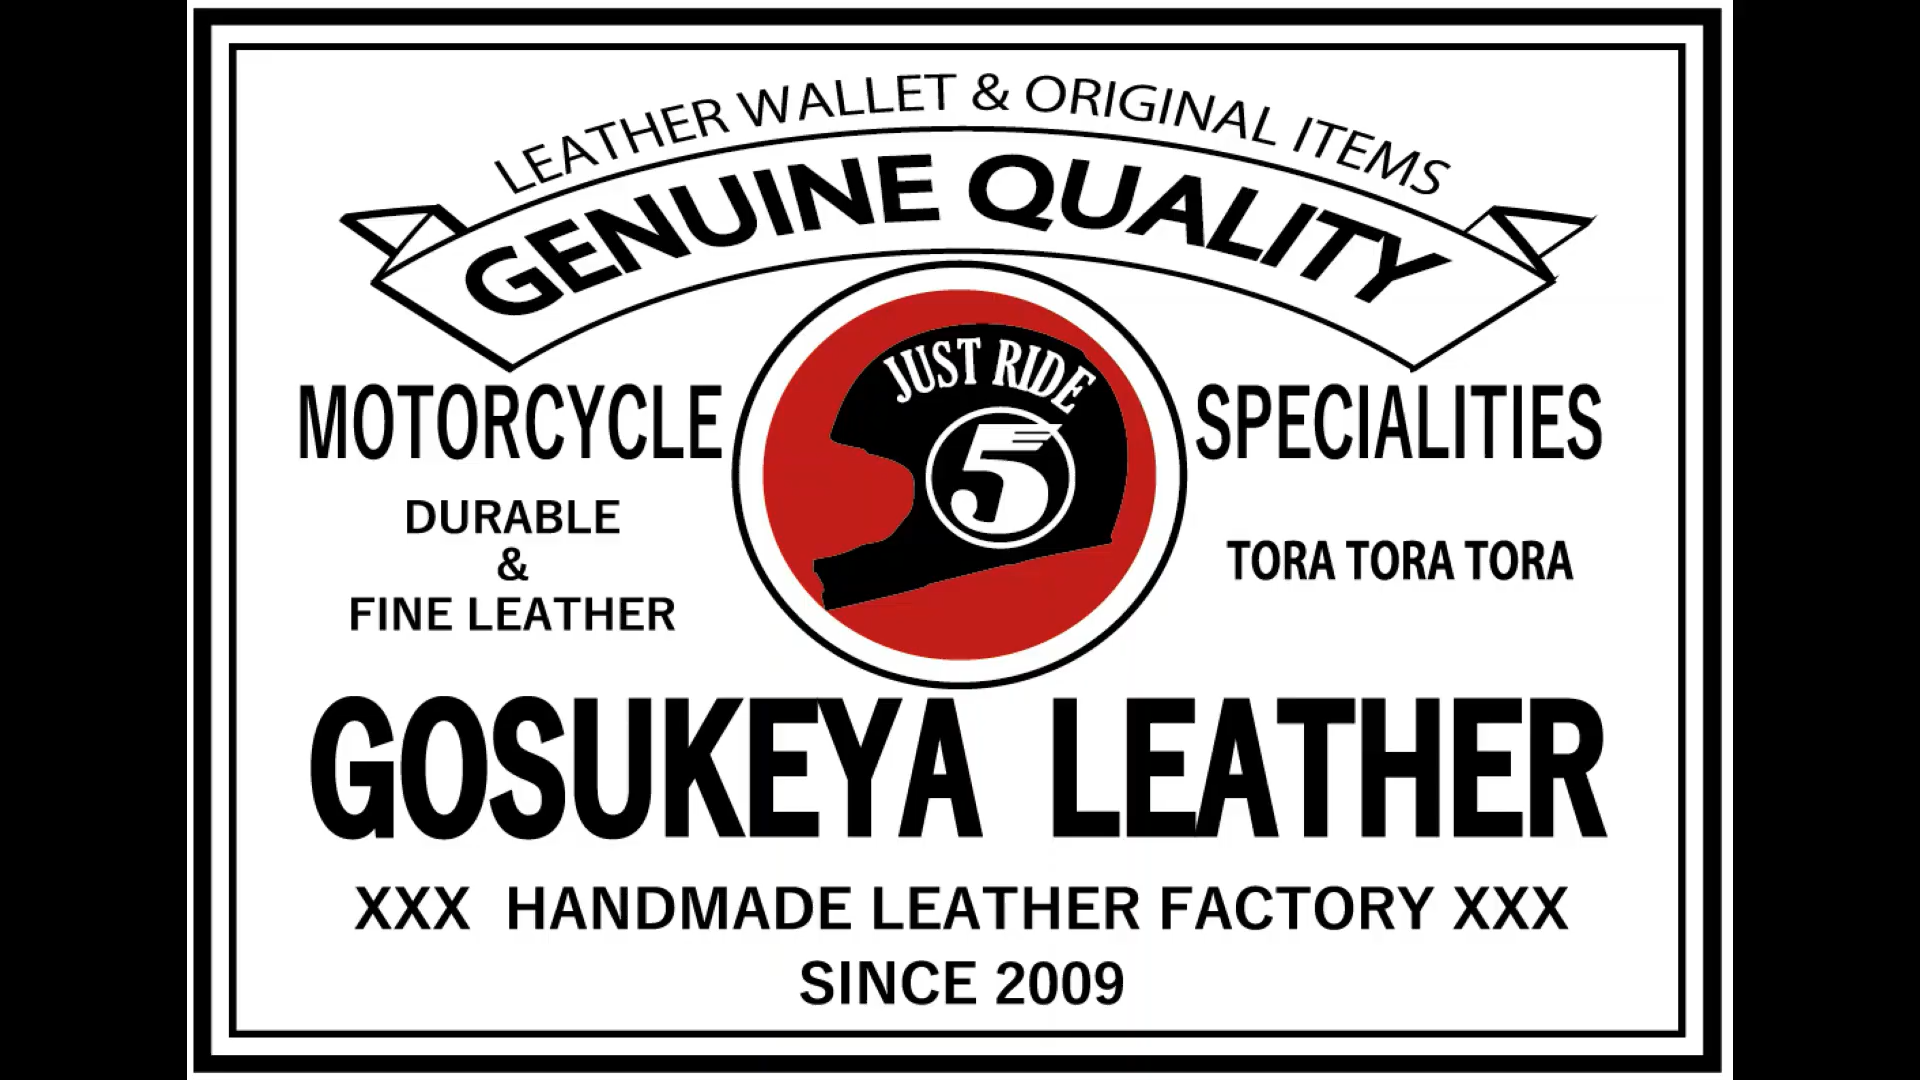 LEATHER WALLET & ORIGINAL ITEMS
GENUINE QUALITY
JUST RIDE
5
MOTORCYCLE
SPECIALITIES
DURABLE
&
FINE LEATHER
TORA TORA TORA
GOSUKEYA LEATHER
XXX HANDMADE LEATHER FACTORY XXX
SINCE 2009